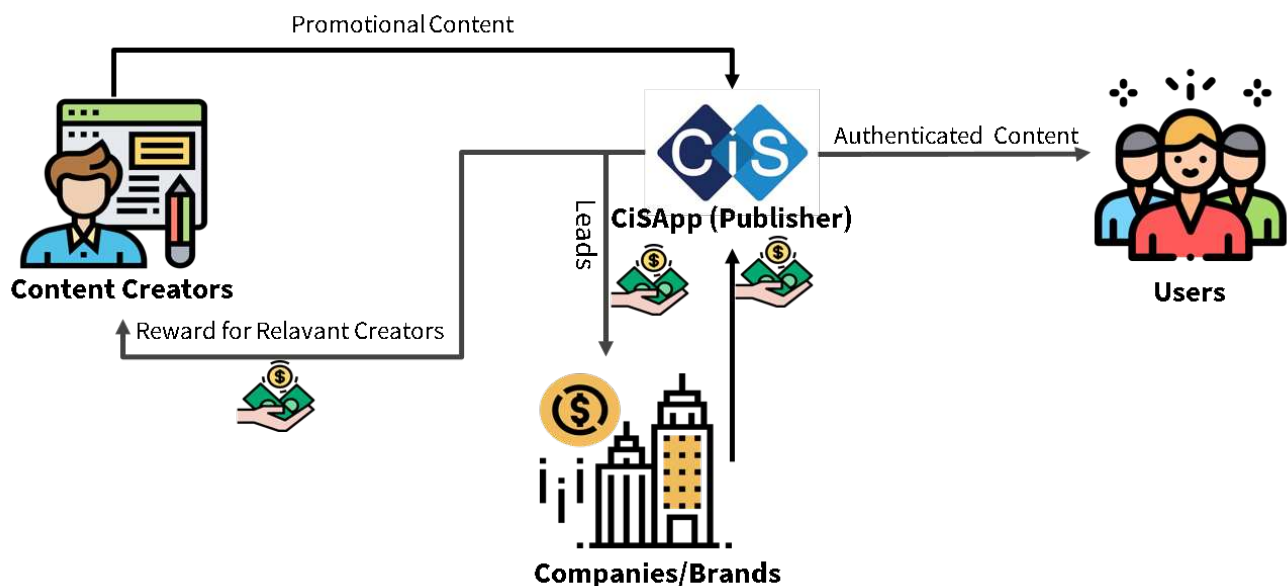 Promotional Content
CiS
Authenticated Content
Leads
CiSApp (Publisher)
Content Creators
Users
Reward for Relavant Creators
Companies/Brands